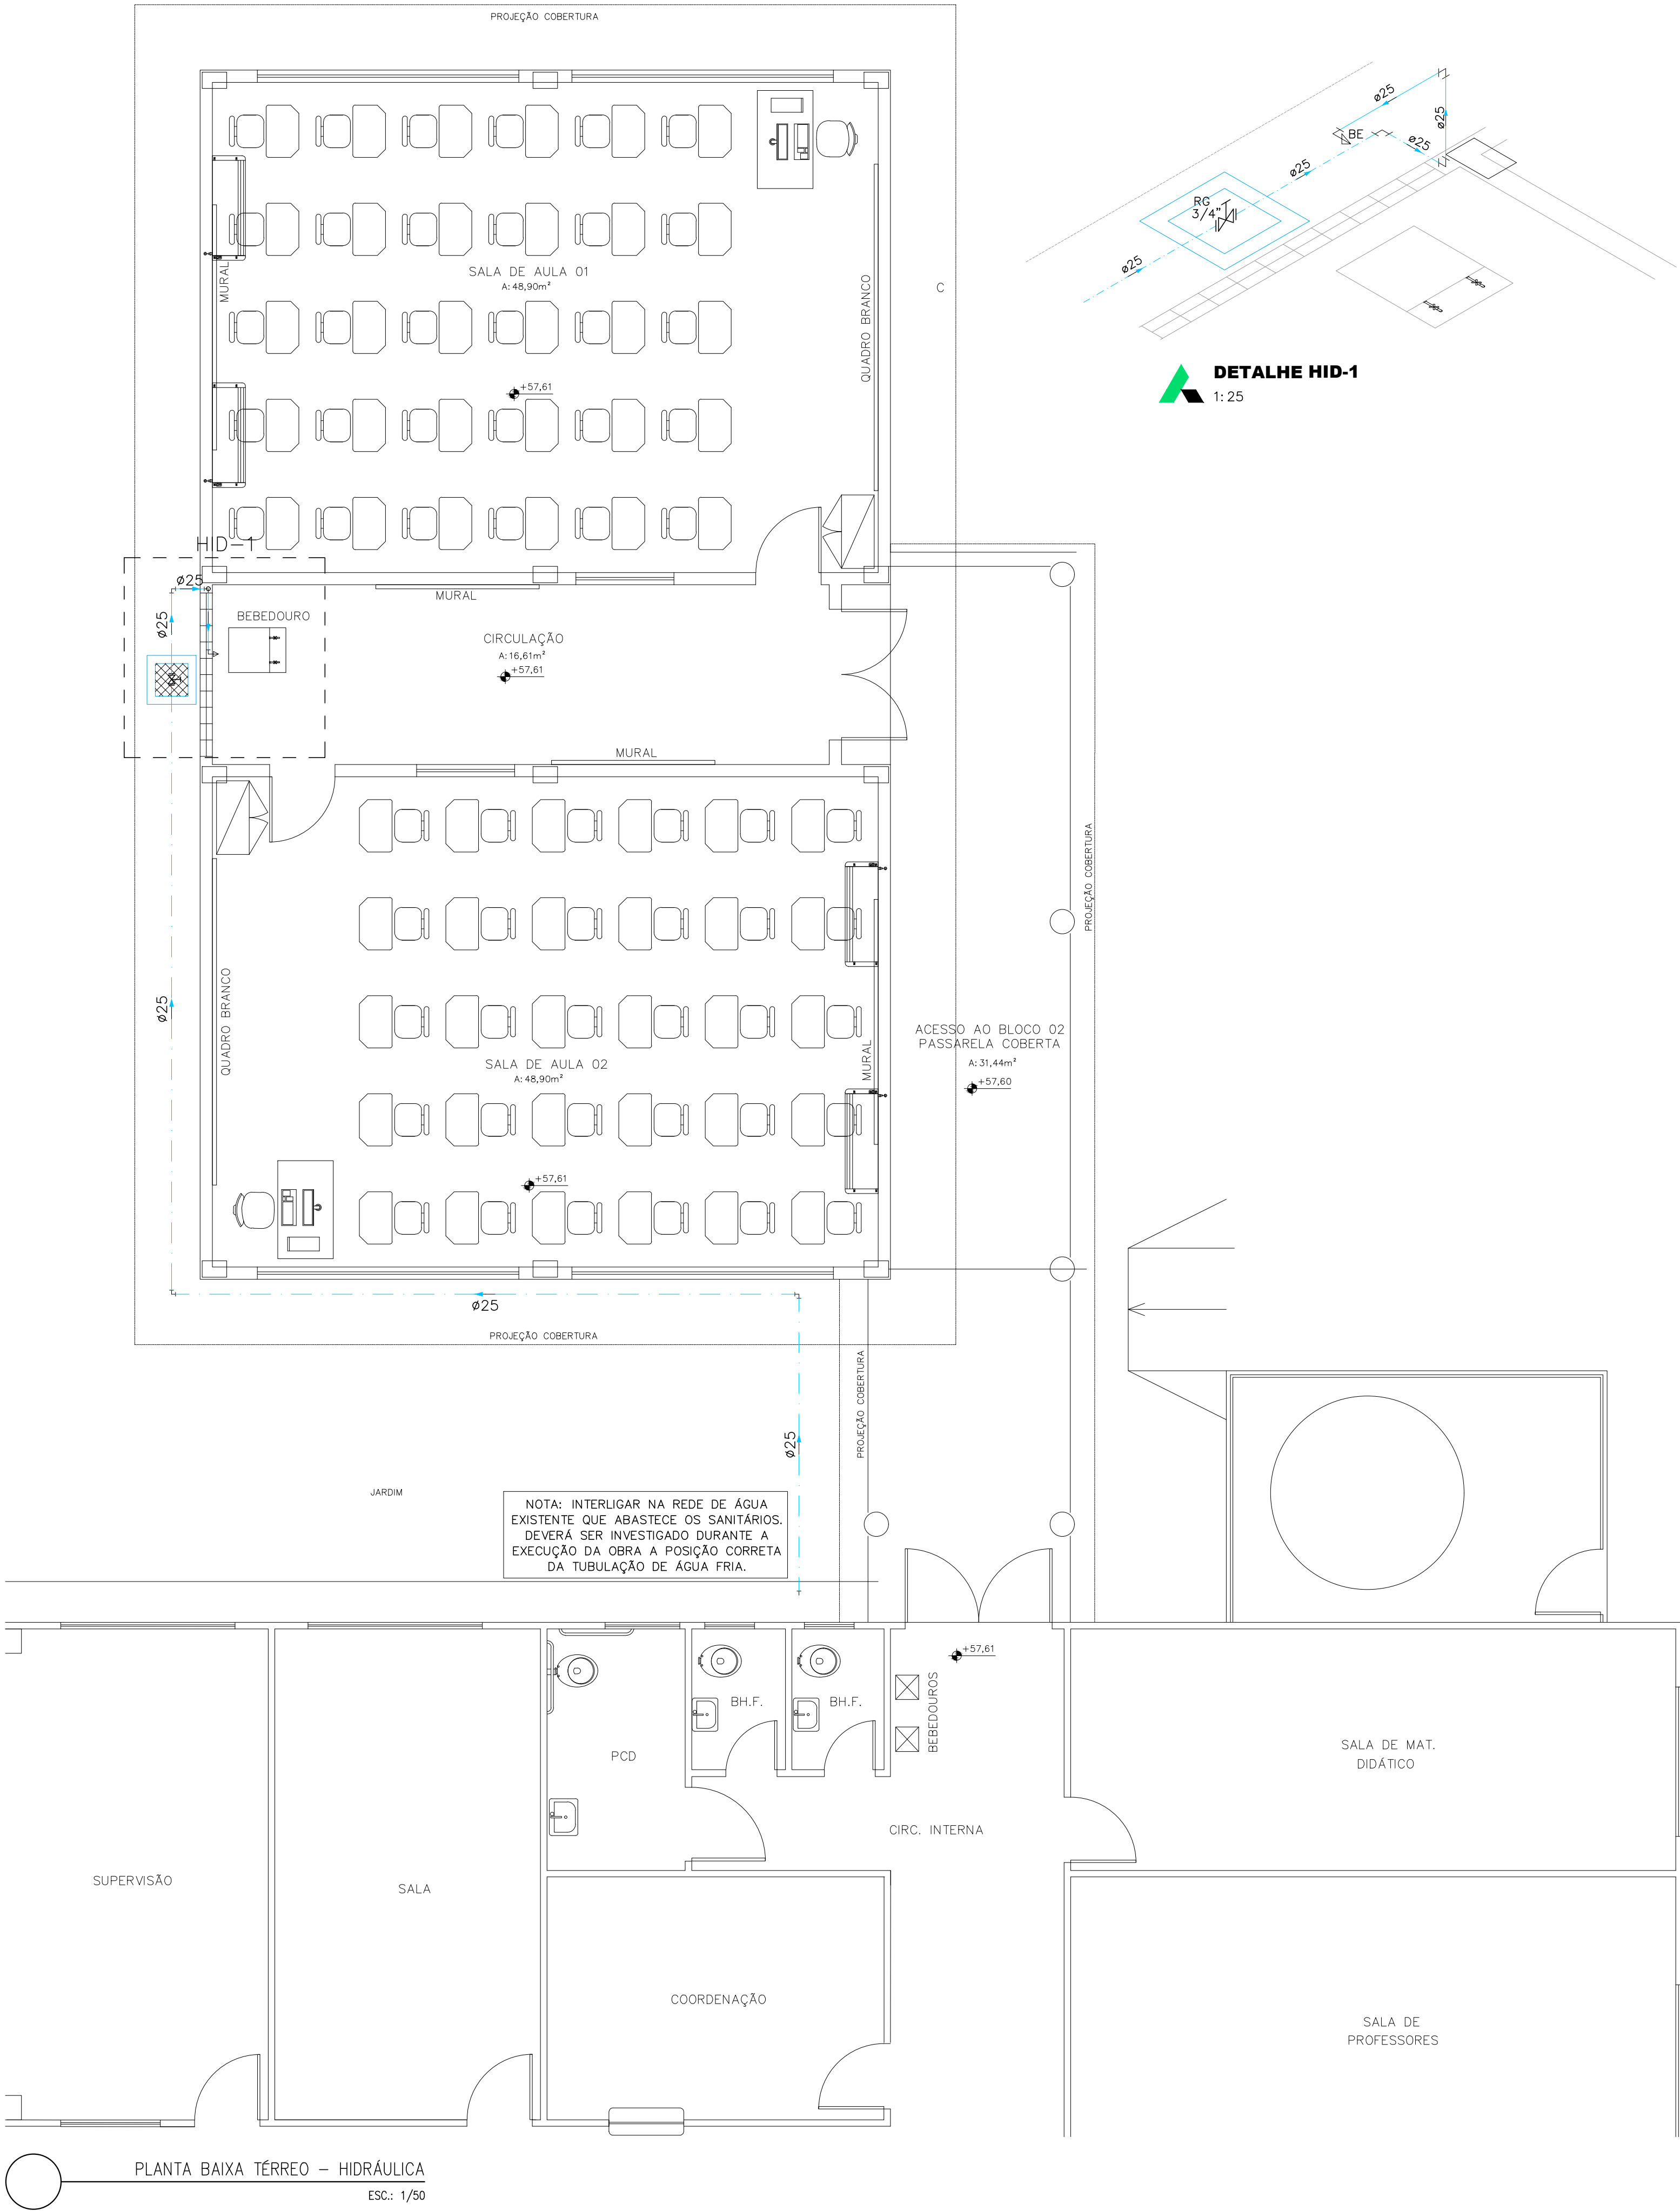 PROJEÇÃO COBERTURA
ø25
ø25
BE
ø25
ø25
RG
3/4"
ø25
DETALHE HID-1
1:25
SALA DE AULA 01
A: 48,90m²
MURAL
QUADRO BRANCO
C
+57,61
HID-1
ø25
ø25
BEBEDOURO
MURAL
CIRCULAÇÃO
A: 16,61m²
+57,61
MURAL
PROJEÇÃO COBERTURA
QUADRO BRANCO
ø25
SALA DE AULA 02
A: 48,90m²
MURAL
ACESSO AO BLOCO 02
PASSARELA COBERTA
A: 31,44m²
+57,60
+57,61
ø25
PROJEÇÃO COBERTURA
PROJEÇÃO COBERTURA
ø25
JARDIM
NOTA: INTERLIGAR NA REDE DE ÁGUA
EXISTENTE QUE ABASTECE OS SANITÁRIOS.
DEVERÁ SER INVESTIGADO DURANTE A
EXECUÇÃO DA OBRA A POSIÇÃO CORRETA
DA TUBULAÇÃO DE ÁGUA FRIA.
+57,61
BH.F.
BH.F.
BEBEDOUROS
PCD
SALA DE MAT.
DIDÁTICO
CIRC. INTERNA
SUPERVISÃO
SALA
COORDENAÇÃO
SALA DE
PROFESSORES
PLANTA BAIXA TÉRREO - HIDRÁULICA
ESC.: 1/50